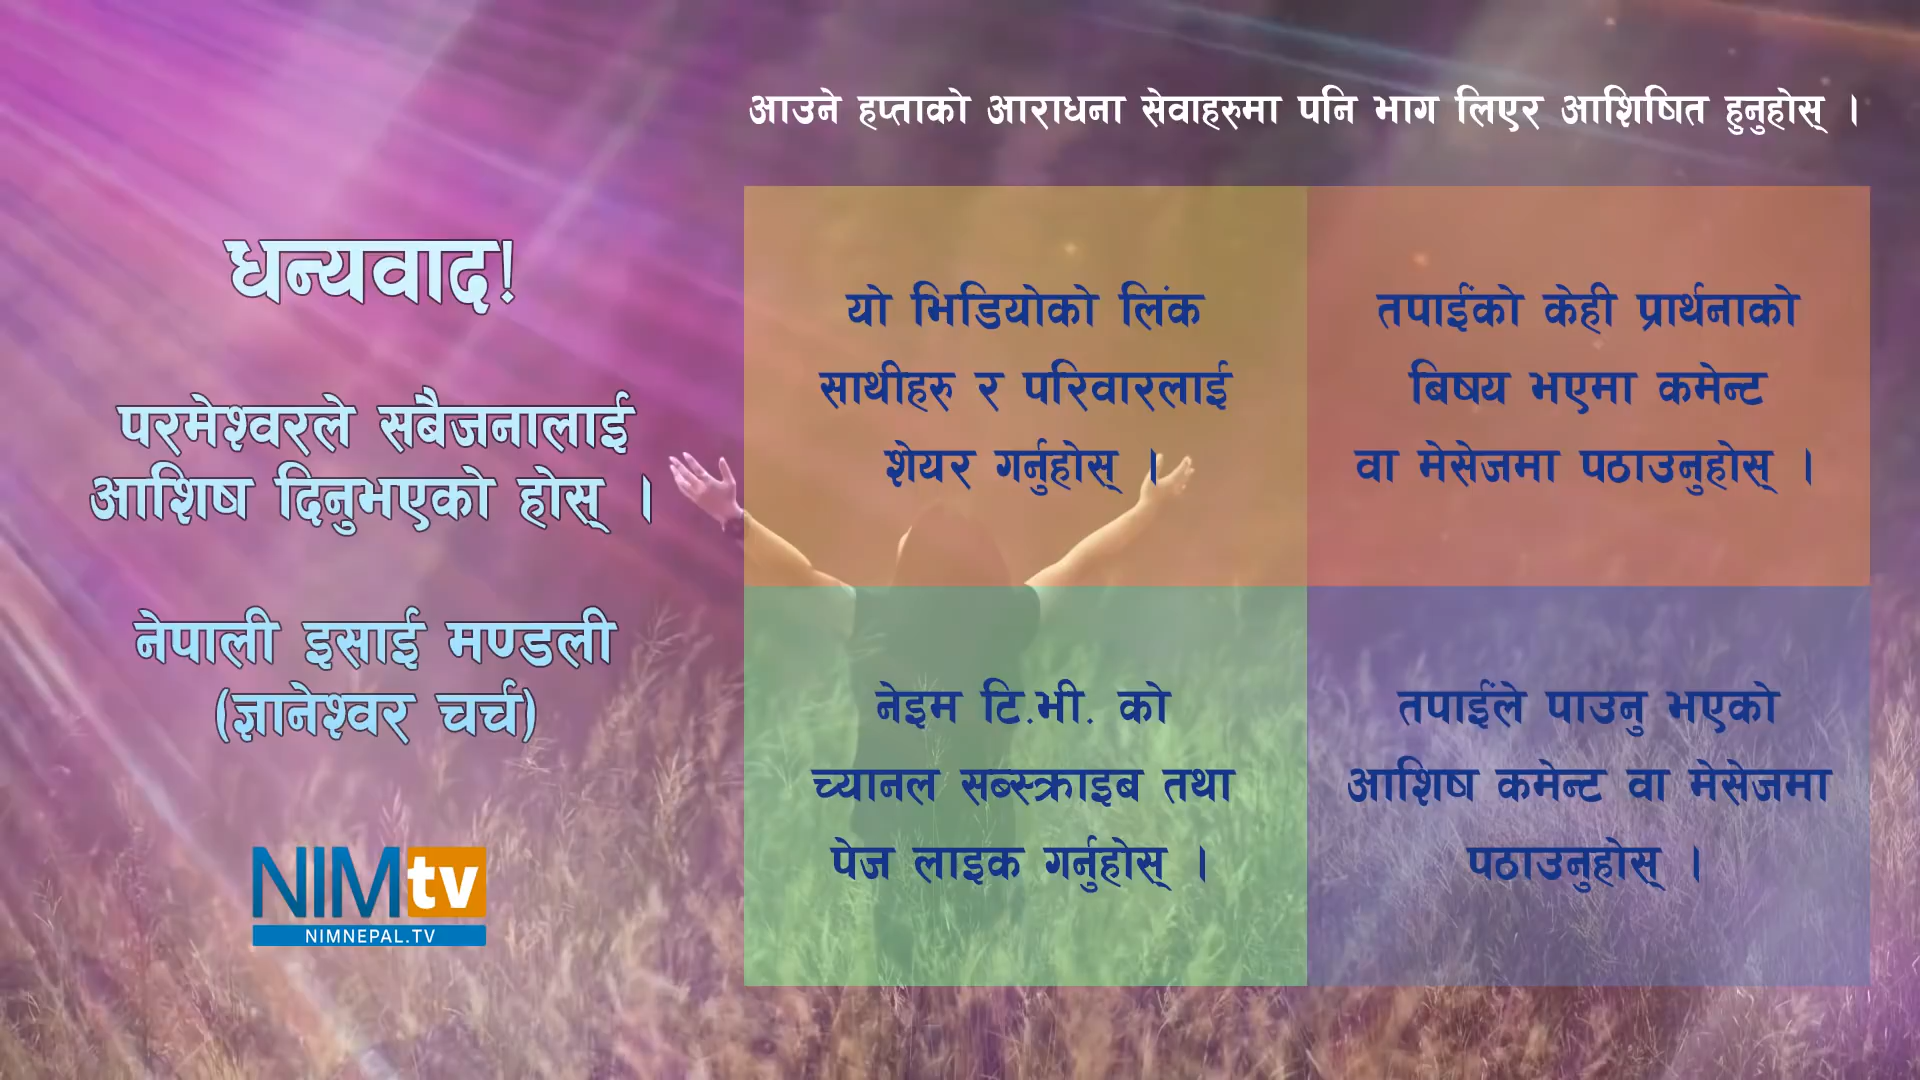 आउने हप्ताको आराधना सेवाहरुमा पनि भाग लिएर आशिषित हुनुहोस् ।
धन्यवाद!
परमेश्वरले सबैजनालाई
आशिष दिनुभएको होस् ।
नेपाली इसाई मण्डली
(ज्ञानेश्वर चर्च)
NIMtv
NIMNEPAL.TV
यो भिडियोको लिंक
साथीहरु र परिवारलाई
शेयर गर्नुहोस् ।
तपाईंको केही प्रार्थनाको
बिषय भएमा कमेन्ट
वा मेसेजमा पठाउनुहोस् ।
नेइम टि.भी. को
च्यानल सब्स्क्राइब तथा
पेज लाइक गर्नुहोस् ।
तपाईंले पाउनु भएको
आशिष कमेन्ट वा मेसेजमा
पठाउनुहोस् ।